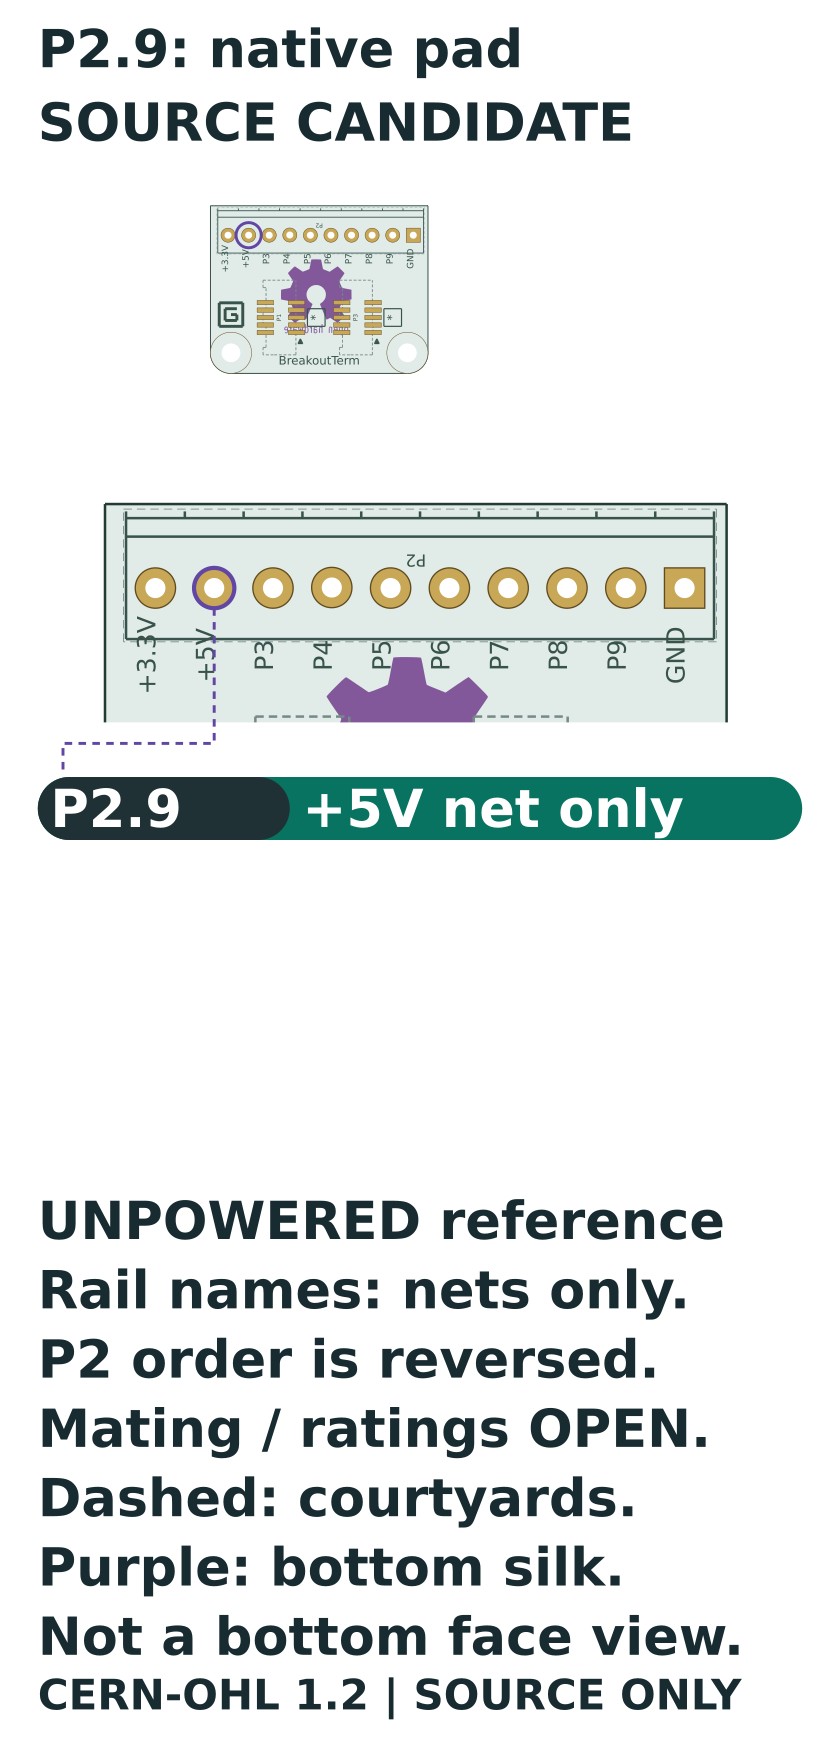 P2.9: native pad
SOURCE CANDIDATE
P2
+3.3V +5V P3 P4 P5 P6 P7 P8 P9 GND
P1 * P3 *
BreakoutTerm
P2
+3.3V +5V P3 P4 P5 P6 P7 P8 P9 GND
P2.9 +5V net only
UNPOWERED reference
Rail names: nets only.
P2 order is reversed.
Mating / ratings OPEN.
Dashed: courtyards.
Purple: bottom silk.
Not a bottom face view.
CERN-OHL 1.2 | SOURCE ONLY